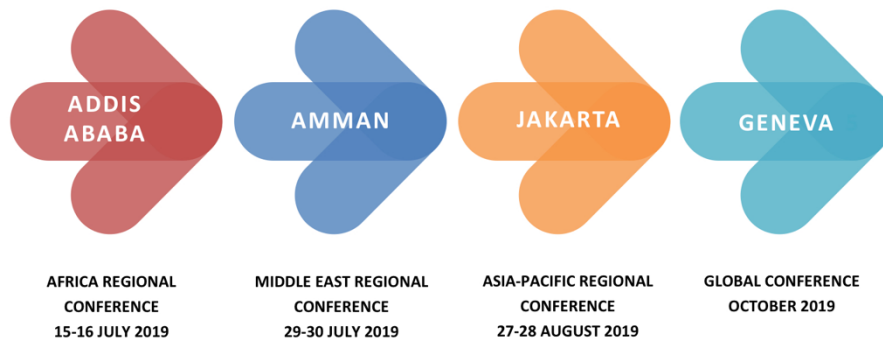 ADDIS
ABABA
AMMAN
JAKARTA
GENEVA
AFRICA REGIONAL
CONFERENCE
15-16 JULY 2019
MIDDLE EAST REGIONAL
CONFERENCE
29-30 JULY 2019
ASIA-PACIFIC REGIONAL
CONFERENCE
27-28 AUGUST 2019
GLOBAL CONFERENCE
OCTOBER 2019